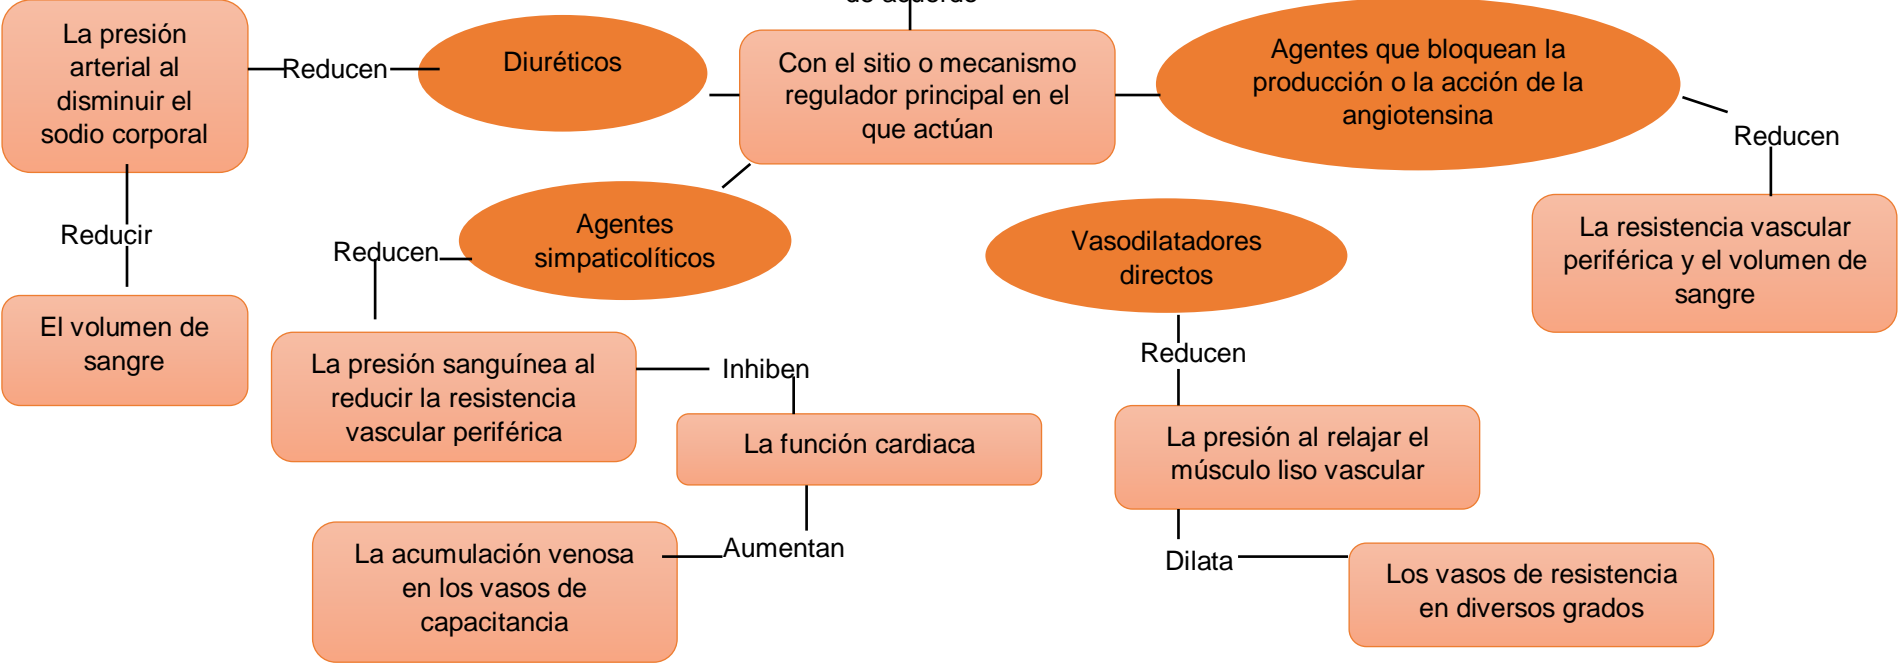 de acuerdo
La presión
arterial al
disminuir el
sodio corporal
Reducen
Diuréticos
Con el sitio o mecanismo
regulador principal en el
que actúan
Agentes que bloquean la
producción o la acción de la
angiotensina
Reducen
La resistencia vascular
periférica y el volumen de
sangre
Reducir
El volumen de
sangre
Reducen
Agentes
simpaticolíticos
Vasodilatadores
directos
La presión sanguínea al
reducir la resistencia
vascular periférica
Inhiben
La función cardiaca
Aumentan
La acumulación venosa
en los vasos de
capacitancia
Reducen
La presión al relajar el
músculo liso vascular
Dilata
Los vasos de resistencia
en diversos grados